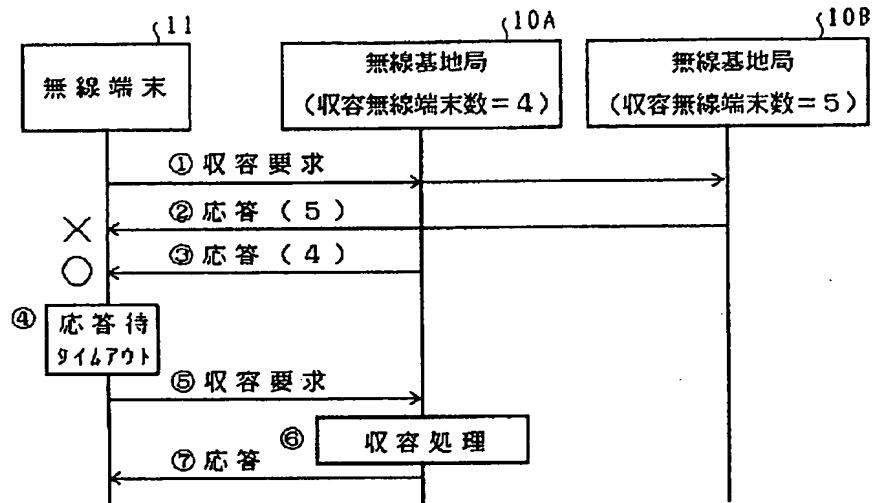 11
10A
10B
無線端末
無線基地局
(収容無線端末数=4)
無線基地局
(収容無線端末数=5)
①収容要求
②応答(5)
×
③応答(4)
○
④
応答待
タイムアウト
⑤収容要求
⑥
収容処理
⑦応答